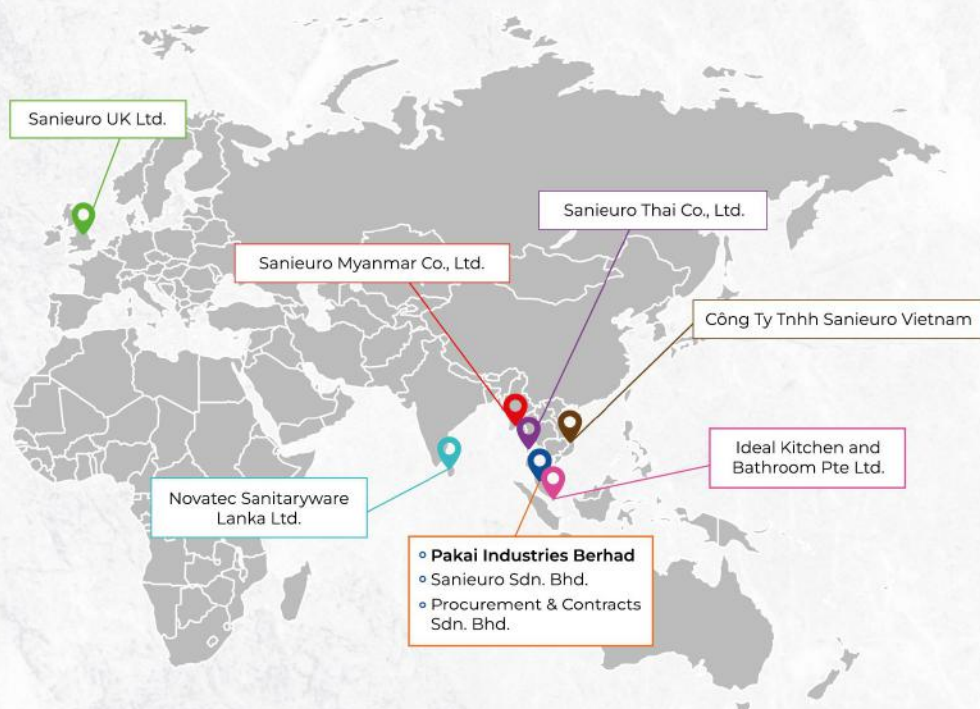 Sanieuro UK Ltd.
Sanieuro Thai Co., Ltd.
Sanieuro Myanmar Co., Ltd.
Công Ty Tnhh Sanieuro Vietnam
Ideal Kitchen and
Bathroom Pte Ltd.
Novatec Sanitaryware
Lanka Ltd.
Pakai Industries Berhad
Sanieuro Sdn. Bhd.
Procurement & Contracts
Sdn. Bhd.